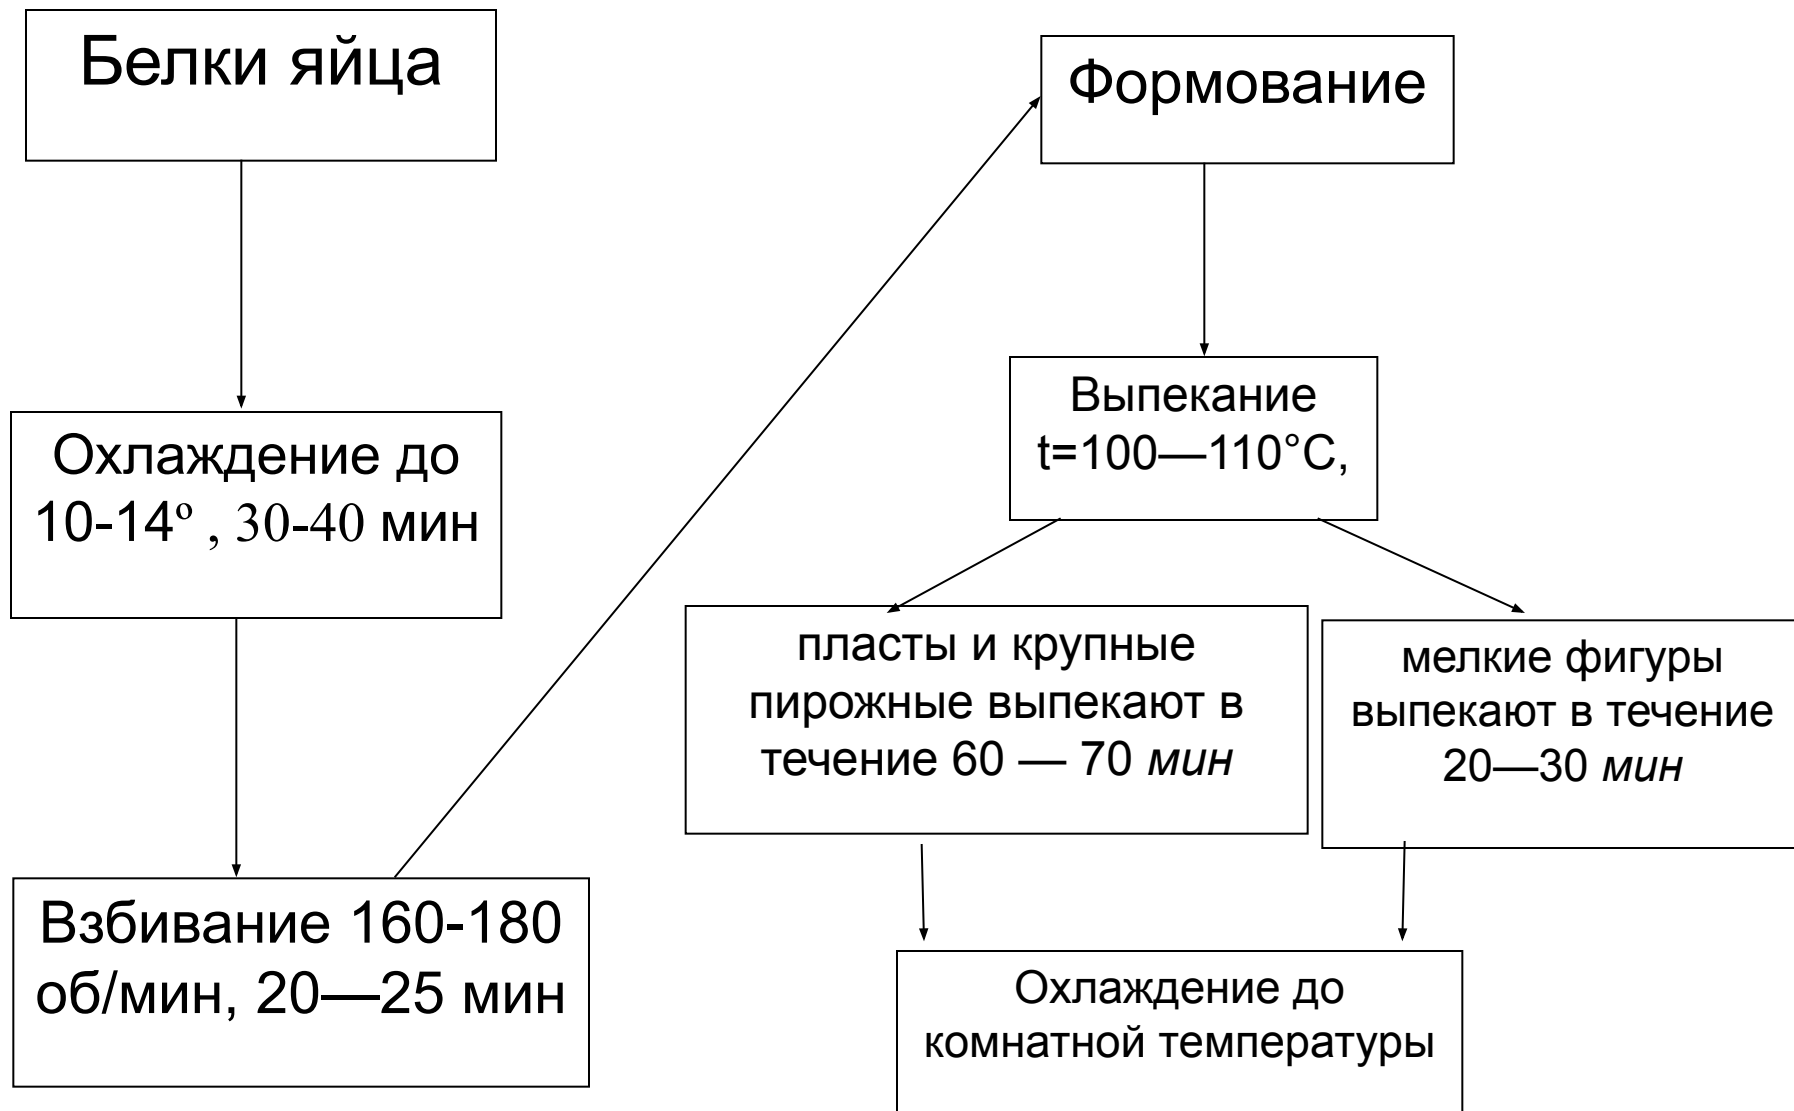 Белки яйца
Охлаждение до
10-14º , 30-40 мин
Взбивание 160-180
об/мин, 20—25 мин
Формование
Выпекание
t=100—110°C,
пласты и крупные
пирожные выпекают в
течение 60 — 70 мин
мелкие фигуры
выпекают в течение
20—30 мин
Охлаждение до
комнатной температуры